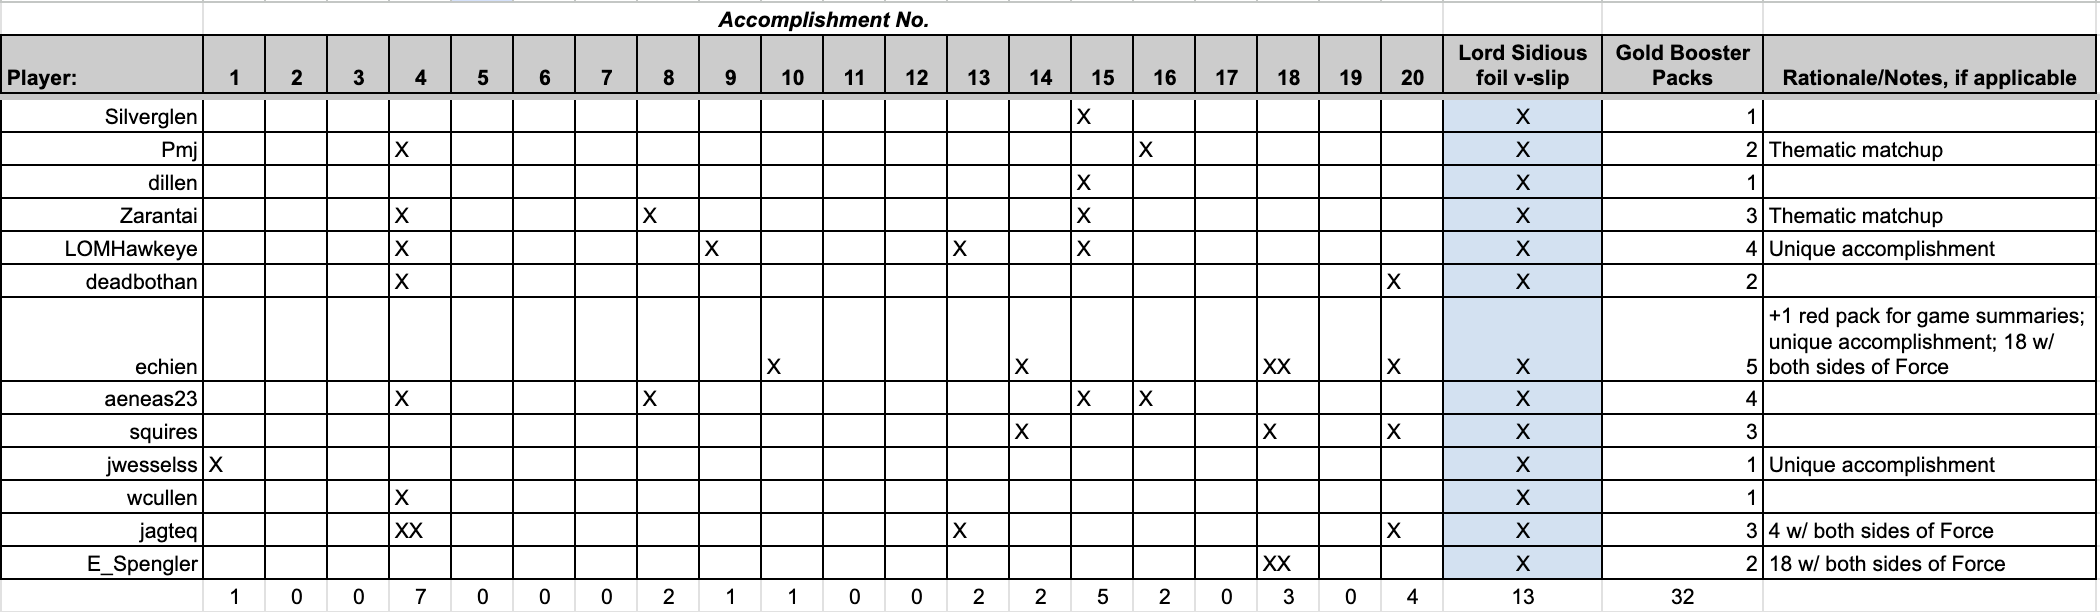 Accomplishment No.
Player: 1 2 3 4 5 6 7 8 9 10 11 12 13 14 15 16 17 18 19 20 Lord Sidious foil v-slip Gold Booster Packs Rationale/Notes, if applicable
Silverglen X X 1
Pmj X X X 2 Thematic matchup
dillen X X 1
Zarantai X X X X 3 Thematic matchup
LOMHawkeye X X X X X 4 Unique accomplishment
deadbothan X X X 2
echien X X XX X X 5 +1 red pack for game summaries; unique accomplishment; 18 w/ both sides of Force
aeneas23 X X X X X 4
squires X X X X 3
jwesselss X X 1 Unique accomplishment
wcullen X X 1
jagteq XX X X X 3 4 w/ both sides of Force
E_Spengler XX X 2 18 w/ both sides of Force
1 0 0 7 0 0 0 2 1 1 0 0 2 2 5 2 0 3 0 4 13 32